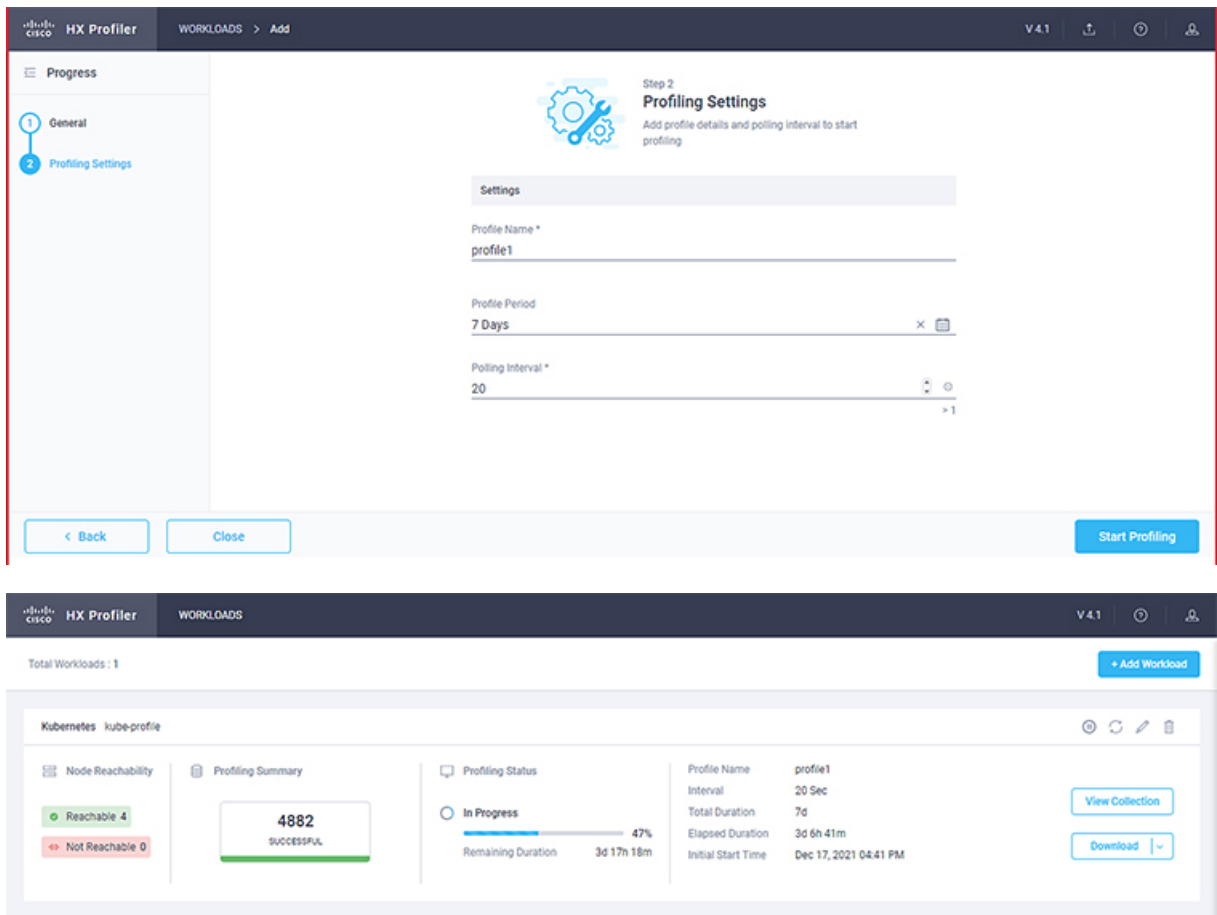 cisco HX Profiler WORKLOADS > Add V 4.1
Progress
1 General
2 Profiling Settings
Step 2
Profiling Settings
Add profile details and polling interval to start
profiling
Settings
Profile Name *
profile1
Profile Period
7 Days
Polling Interval *
20
> 1
< Back Close Start Profiling
cisco HX Profiler WORKLOADS V 4.1
Total Workloads : 1 + Add Workload
Kubernetes kube-profile
Node Reachability
Reachable 4
Not Reachable 0
Profiling Summary
4882
SUCCESSFUL
Profiling Status
In Progress
47%
Remaining Duration 3d 17h 18m
Profile Name profile1
Interval 20 Sec
Total Duration 7d
Elapsed Duration 3d 6h 41m
Initial Start Time Dec 17, 2021 04:41 PM
View Collection
Download